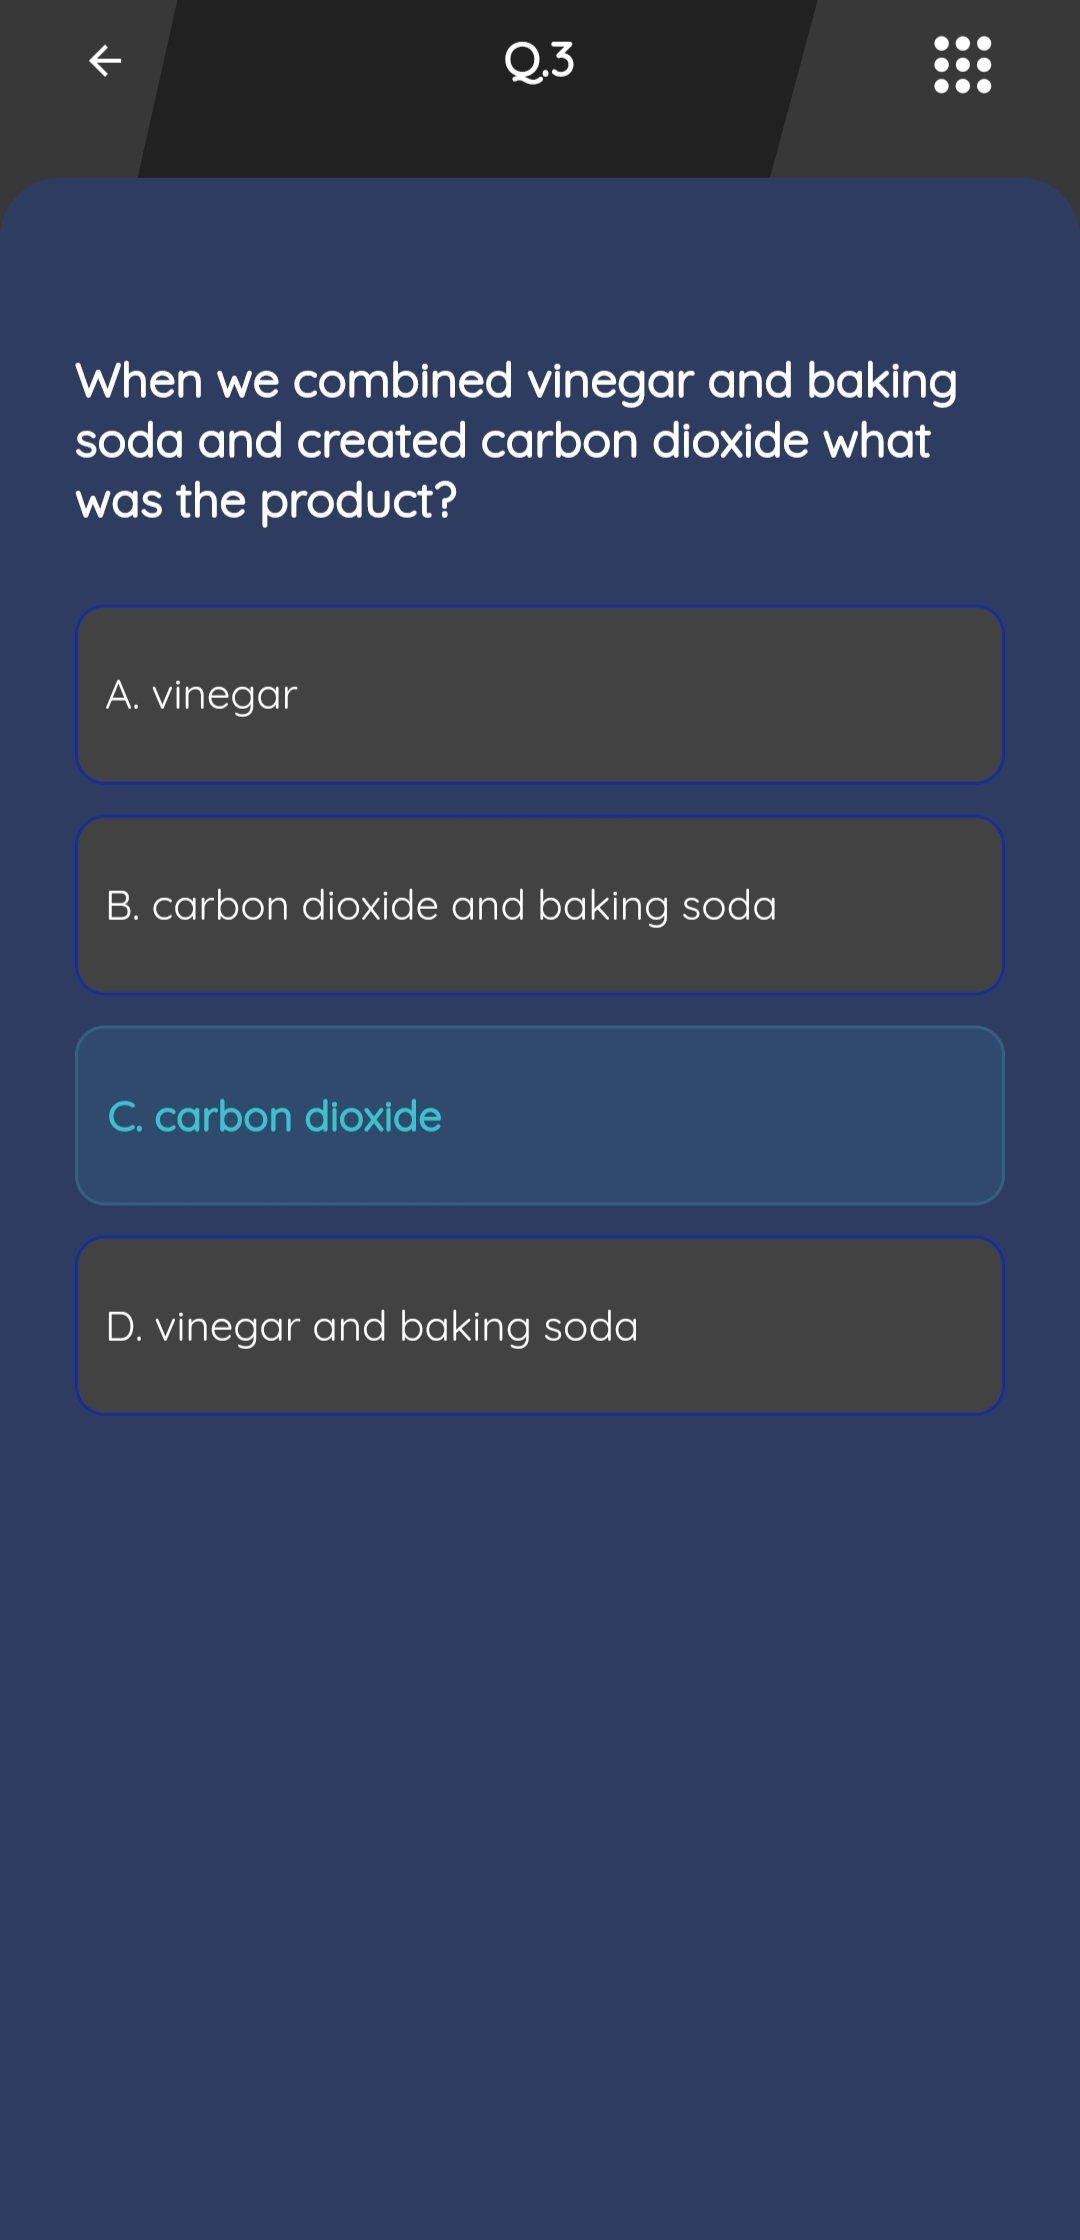 Q.3
When we combined vinegar and baking
soda and created carbon dioxide what
was the product?
A. vinegar
B. carbon dioxide and baking soda
C. carbon dioxide
D. vinegar and baking soda